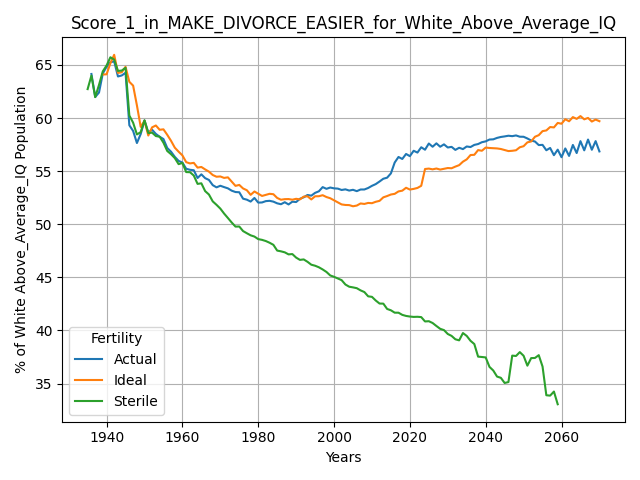 Score_1_in_MAKE_DIVORCE_EASIER_for_White_Above_Average_IQ
% of White Above_Average_IQ Population
65
60
55
50
45
40
35
Fertility
Actual
Ideal
Sterile
1940 1960 1980 2000 2020 2040 2060
Years